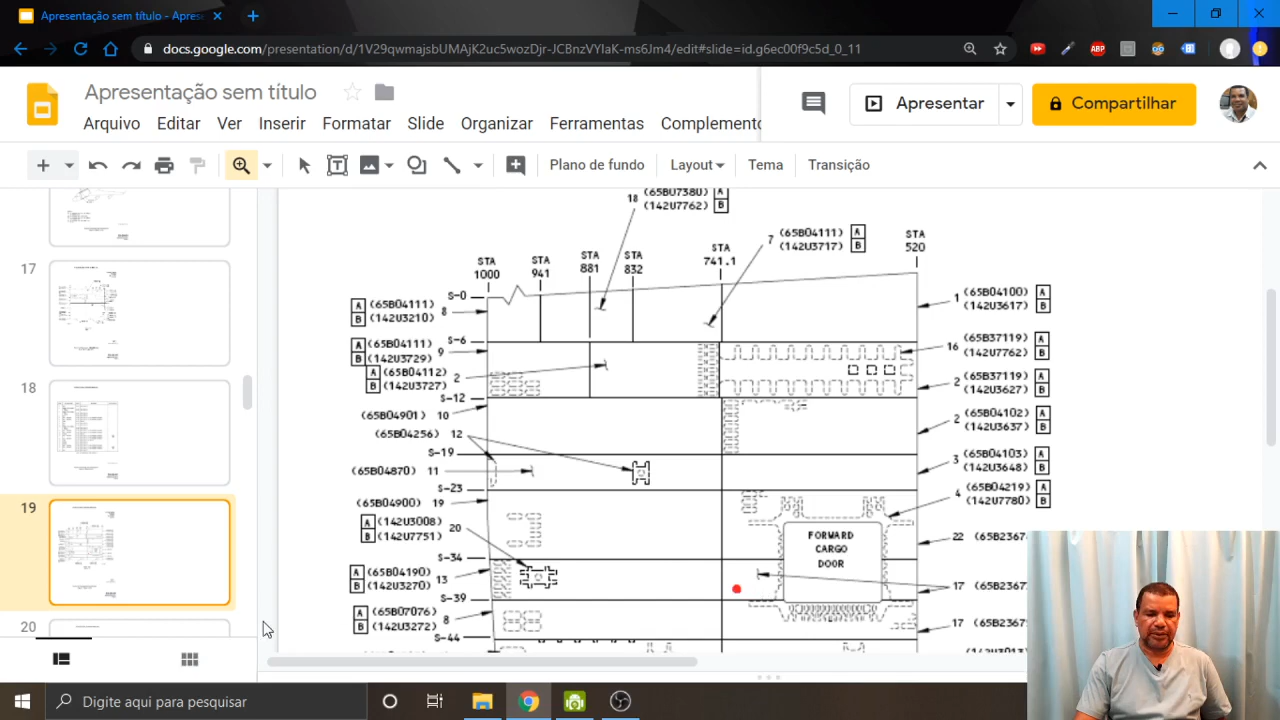 Apresentação sem título - Aprese
docs.google.com/presentation/d/1V29qwmajsbUMAjK2uc5wozDjr-JCBnzVYlaK-ms6Jm4/edit#slide=id.g6ec00f9c5d_0_11
ABP
Apresentação sem título
Apresentar
Compartilhar
Arquivo Editar Ver Inserir Formatar Slide Organizar Ferramentas Complemento
Plano de fundo Layout Tema Transição
17
18
19
20
18 (65B07380) A
(142U7762) B
7 (65B04111) A
(142U3717) B
STA 1000
STA 941
STA 881
STA 832
STA 741.1
STA 520
S-0
A (65B04111) 8
B (142U3210)
S-6
A (65B04111) 9
B (142U3729)
A (65B04112) 2
B (142U3727)
S-12
(65B04901) 10
(65B04256) 12
S-19
(65B04870) 11
S-23
(65B04900) 19
A (142U3008) 20
B (142U7751)
S-34
A (65B04190) 13
B (142U3270)
S-39
A (65B07076) 8
B (142U3272)
S-44
1 (65B04100) A
(142U3617) B
16 (65B37119) A
(142U7762) B
2 (65B37119) A
(142U3627) B
2 (65B04102) A
(142U3637) B
3 (65B04103) A
(142U3648) B
4 (65B04219) A
(142U7780) B
FORWARD
CARGO
DOOR
22 (65B2367
17 (65B2367
17 (65B2367
Digite aqui para pesquisar